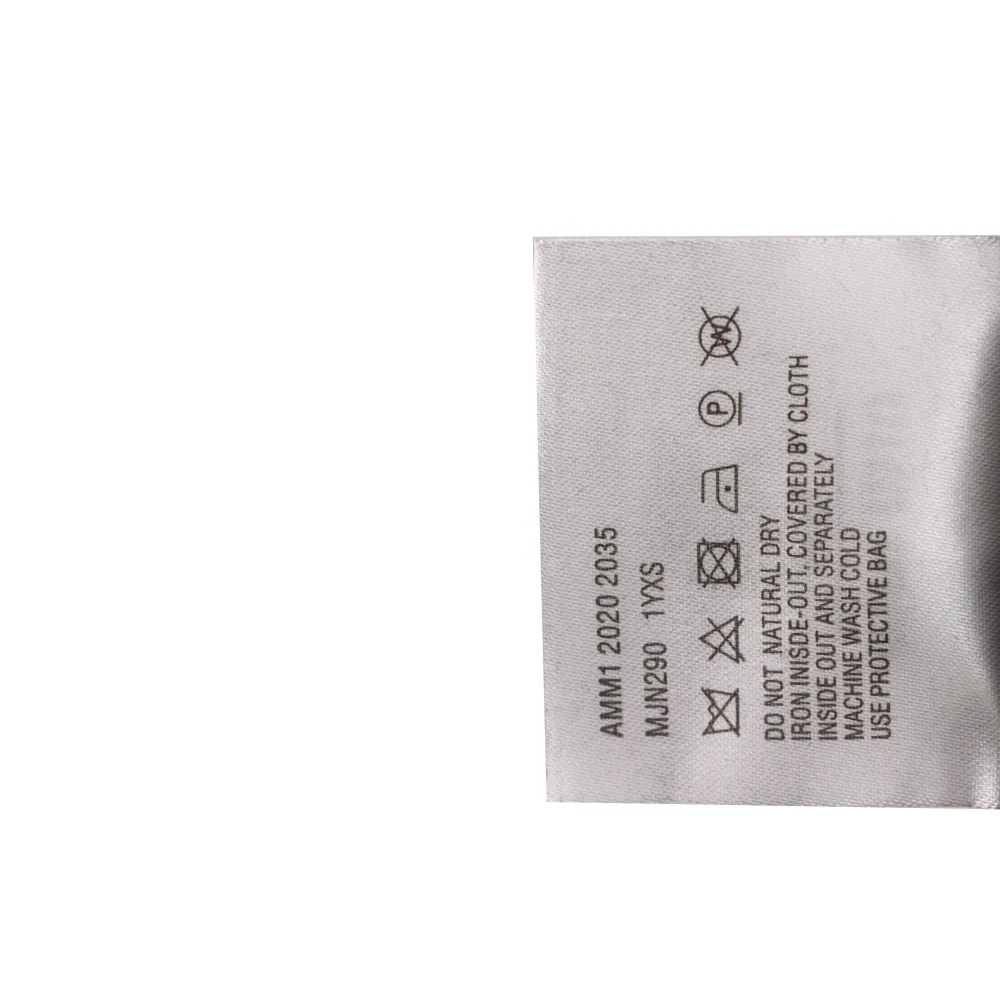 AMM1 2020 2035
MJN290 1YXS
P W
DO NOT NATURAL DRY
IRON INISDE-OUT, COVERED BY CLOTH
INSIDE OUT AND SEPARATELY
MACHINE WASH COLD
USE PROTECTIVE BAG